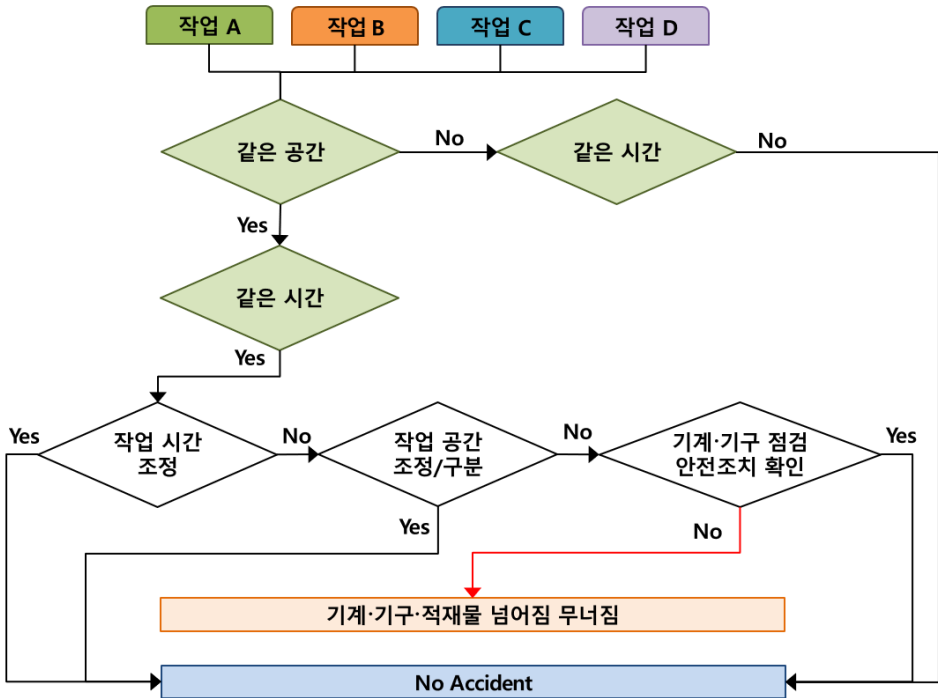 작업 A
작업 B
작업 C
작업 D
같은 공간
No
같은 시간
No
Yes
같은 시간
Yes
Yes
작업 시간
조정
No
작업 공간
조정/구분
No
기계·기구 점검
안전조치 확인
Yes
Yes
No
기계·기구·적재물 넘어짐 무너짐
No Accident